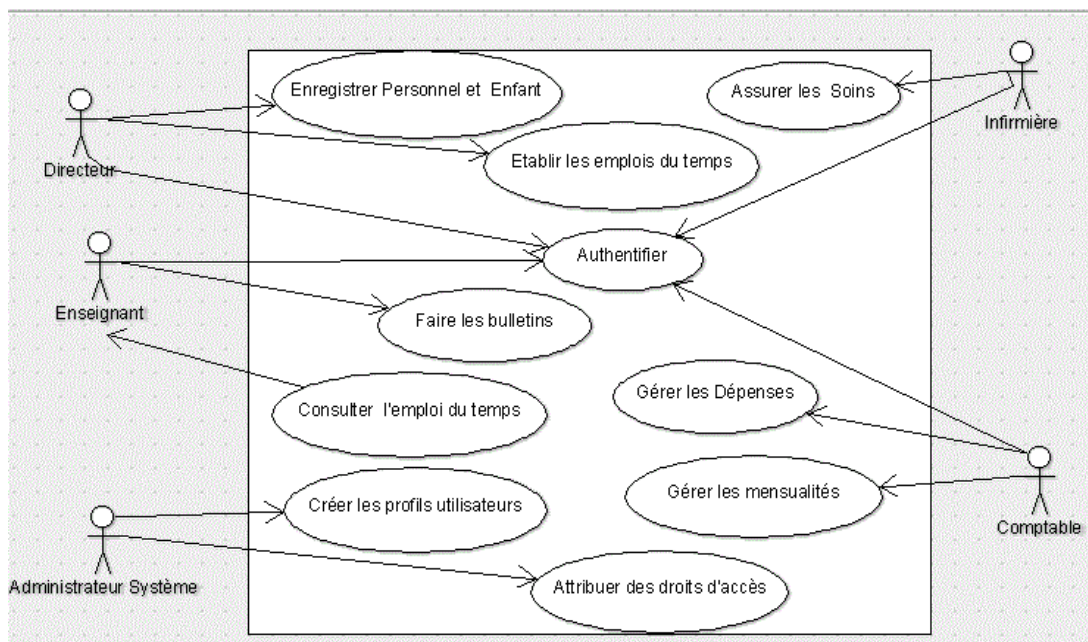 Enregistrer Personnel et Enfant
Assurer les Soins
Infirmière
Directeur
Etablir les emplois du temps
Authentifier
Enseignant
Faire les bulletins
Consulter l'emploi du temps
Gérer les Dépenses
Créer les profils utilisateurs
Gérer les mensualités
Comptable
Administrateur Système
Attribuer des droits d'accès